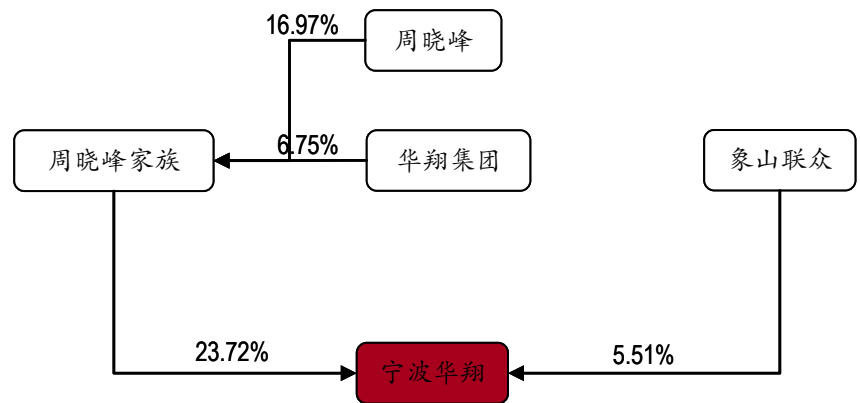 16.97%
周晓峰
周晓峰家族
6.75%
华翔集团
象山联众
23.72%
宁波华翔
5.51%